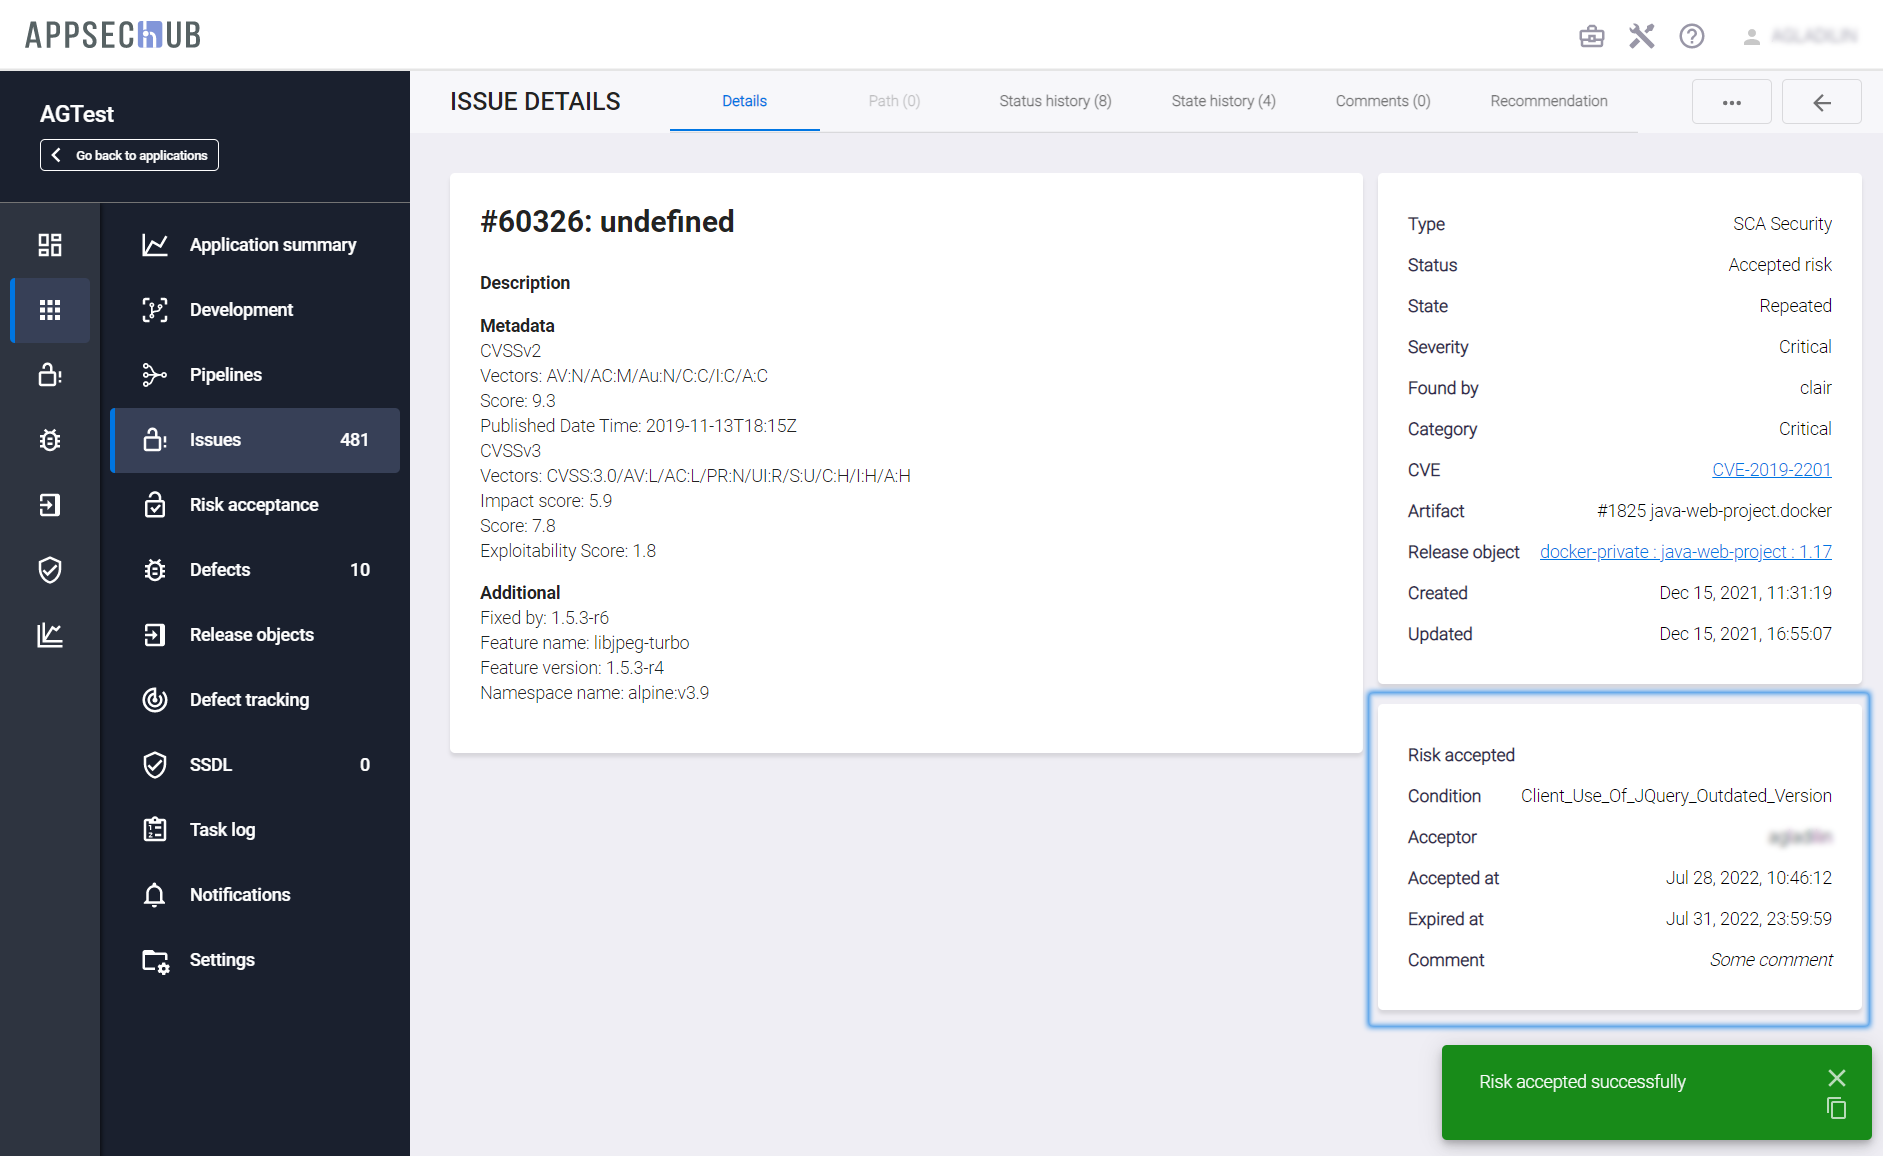 APPSECHUB
AGLADILIN
AGTest
Go back to applications
Application summary
Development
Pipelines
Issues 481
Risk acceptance
Defects 10
Release objects
Defect tracking
SSDL 0
Task log
Notifications
Settings
ISSUE DETAILS
Details
Path (0)
Status history (8)
State history (4)
Comments (0)
Recommendation
#60326: undefined
Description
Metadata
CVSSv2
Vectors: AV:N/AC:M/Au:N/C:C/I:C/A:C
Score: 9.3
Published Date Time: 2019-11-13T18:15Z
CVSSv3
Vectors: CVSS:3.0/AV:L/AC:L/PR:N/UI:R/S:U/C:H/I:H/A:H
Impact score: 5.9
Score: 7.8
Exploitability Score: 1.8
Additional
Fixed by: 1.5.3-r6
Feature name: libjpeg-turbo
Feature version: 1.5.3-r4
Namespace name: alpine:v3.9
Type SCA Security
Status Accepted risk
State Repeated
Severity Critical
Found by clair
Category Critical
CVE CVE-2019-2201
Artifact #1825 java-web-project.docker
Release object docker-private : java-web-project : 1.17
Created Dec 15, 2021, 11:31:19
Updated Dec 15, 2021, 16:55:07
Risk accepted
Condition Client_Use_Of_JQuery_Outdated_Version
Acceptor agladilin
Accepted at Jul 28, 2022, 10:46:12
Expired at Jul 31, 2022, 23:59:59
Comment Some comment
Risk accepted successfully